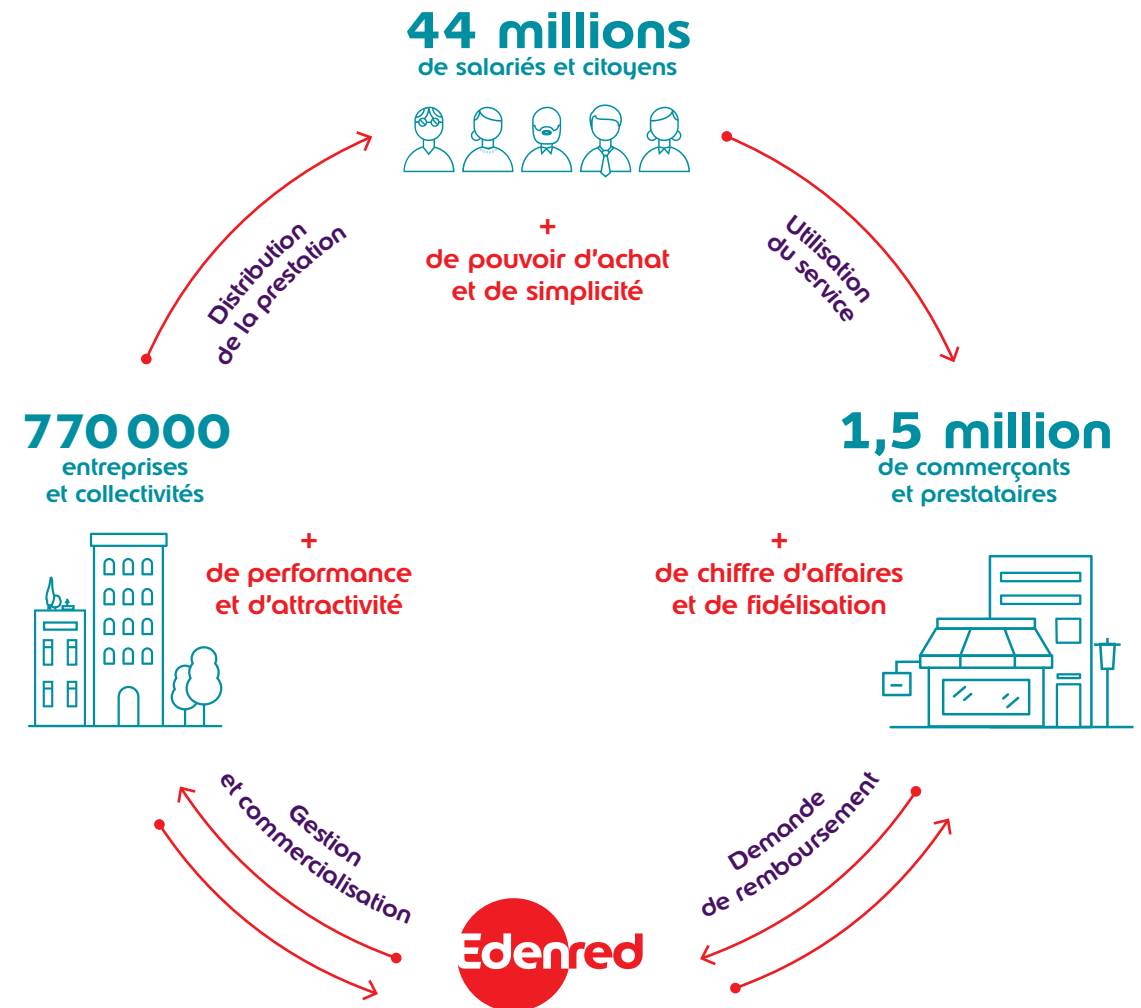 44 millions
de salariés et citoyens
+
de pouvoir d'achat
et de simplicité
Distribution
de la prestation
Utilisation
du service
770 000
entreprises
et collectivités
+
de performance
et d'attractivité
1,5 million
de commerçants
et prestataires
+
de chiffre d'affaires
et de fidélisation
Gestion
et commercialisation
Demande
de remboursement
Edenred